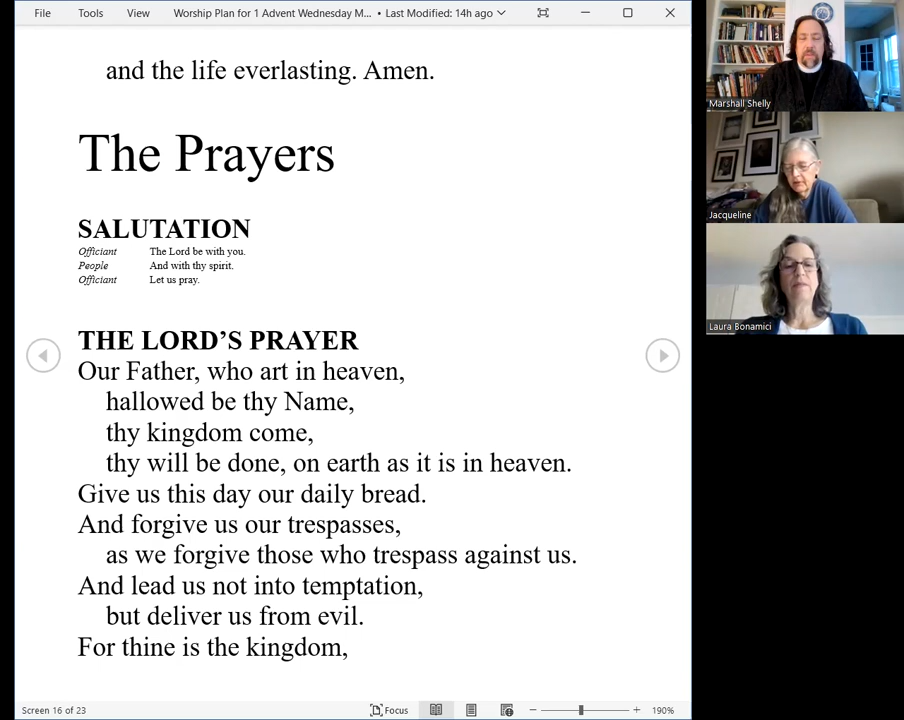 File Tools View Worship Plan for 1 Advent Wednesday M... • Last Modified: 14h ago
and the life everlasting. Amen.
The Prayers
SALUTATION
Officiant The Lord be with you.
People And with thy spirit.
Officiant Let us pray.
THE LORD’S PRAYER
Our Father, who art in heaven,
hallowed be thy Name,
thy kingdom come,
thy will be done, on earth as it is in heaven.
Give us this day our daily bread.
And forgive us our trespasses,
as we forgive those who trespass against us.
And lead us not into temptation,
but deliver us from evil.
For thine is the kingdom,
Screen 16 of 23 Focus 190%
Marshall Shelly
Jacqueline
Laura Bonamici